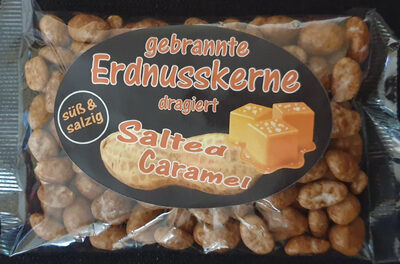 gebrannte
Erdnusskerne
dragiert
süß &
salzig
Salted
Caramel